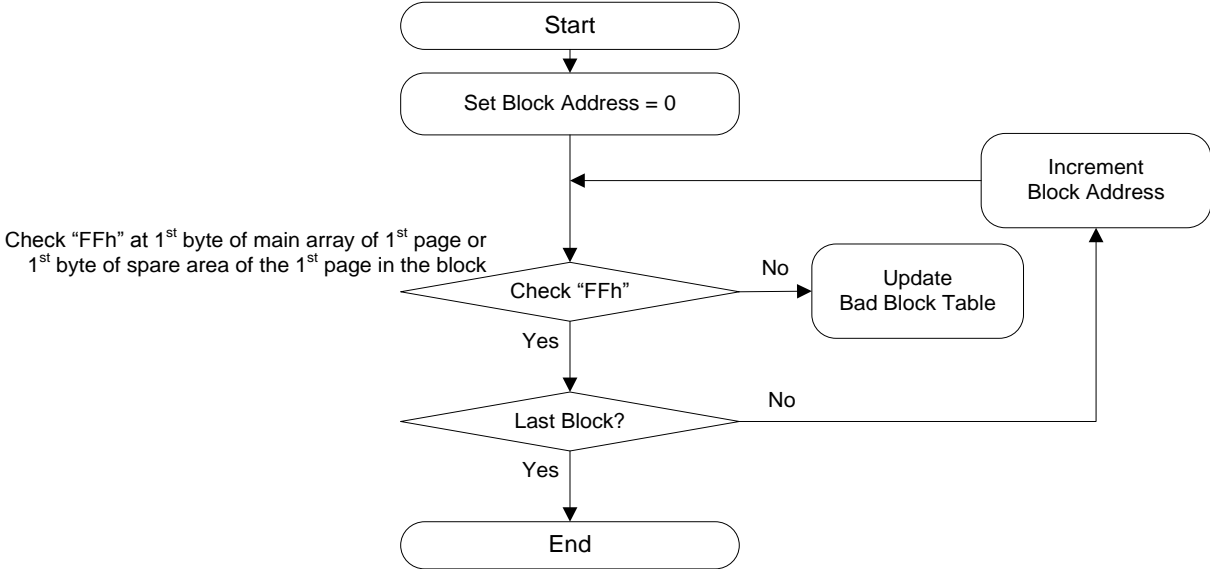 Start
Set Block Address = 0
Increment
Block Address
Check “FFh” at 1st byte of main array of 1st page or
1st byte of spare area of the 1st page in the block
Check “FFh”
No
Update
Bad Block Table
Yes
Last Block?
No
Yes
End